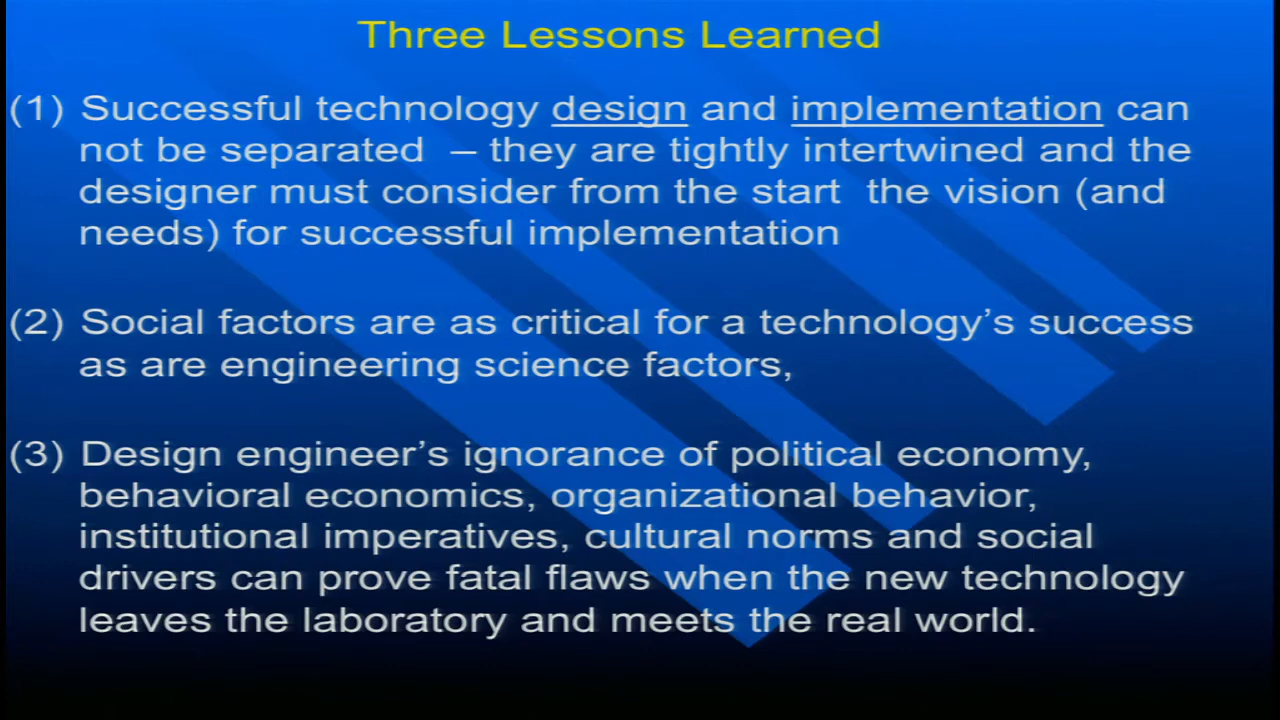 Three Lessons Learned
(1) Successful technology design and implementation can
not be separated – they are tightly intertwined and the
designer must consider from the start the vision (and
needs) for successful implementation
(2) Social factors are as critical for a technology’s success
as are engineering science factors,
(3) Design engineer’s ignorance of political economy,
behavioral economics, organizational behavior,
institutional imperatives, cultural norms and social
drivers can prove fatal flaws when the new technology
leaves the laboratory and meets the real world.